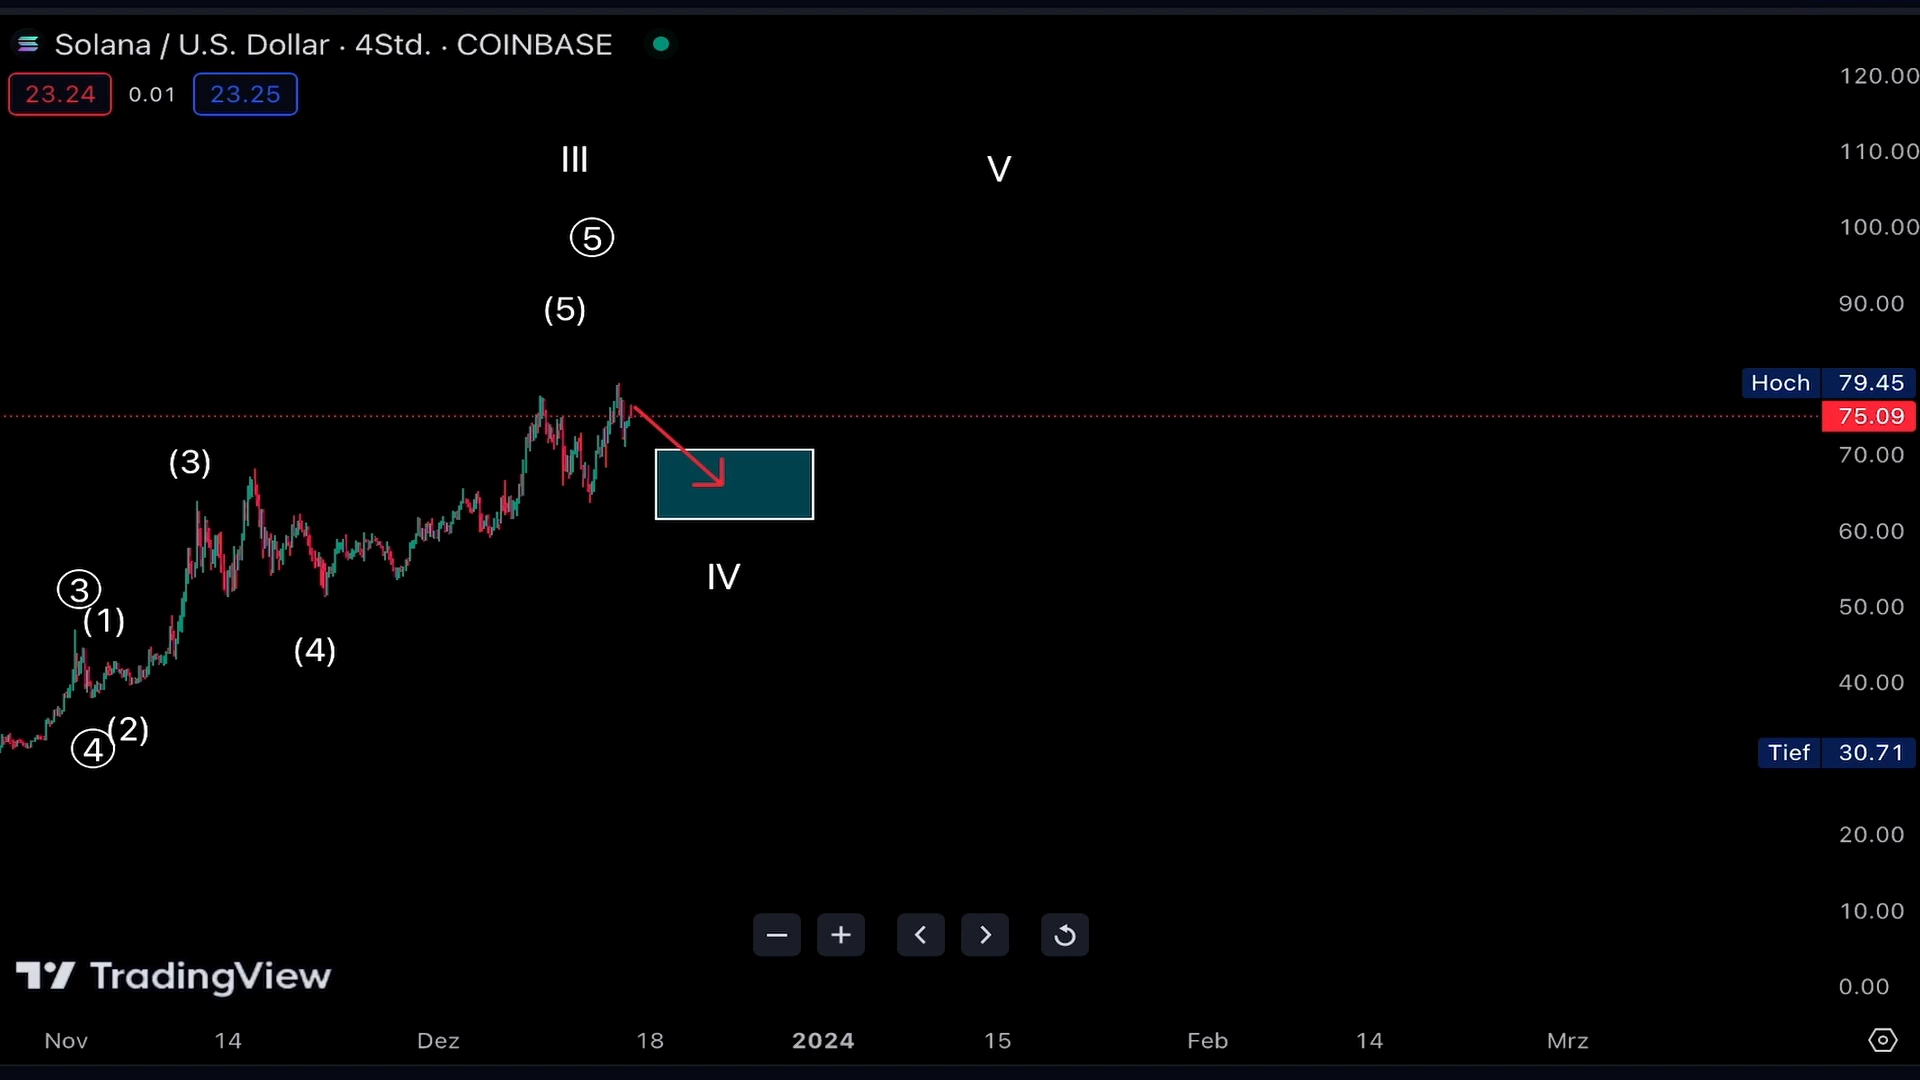 Solana / U.S. Dollar · 4Std. · COINBASE
23.24 0.01 23.25
120.00
110.00
III
V
100.00
⑤
90.00
(5)
Hoch 79.45
75.09
70.00
(3)
60.00
IV
③
(1)
50.00
(4)
40.00
(2)
④
Tief 30.71
20.00
10.00
TradingView
0.00
Nov 14 Dez 18 2024 15 Feb 14 Mrz